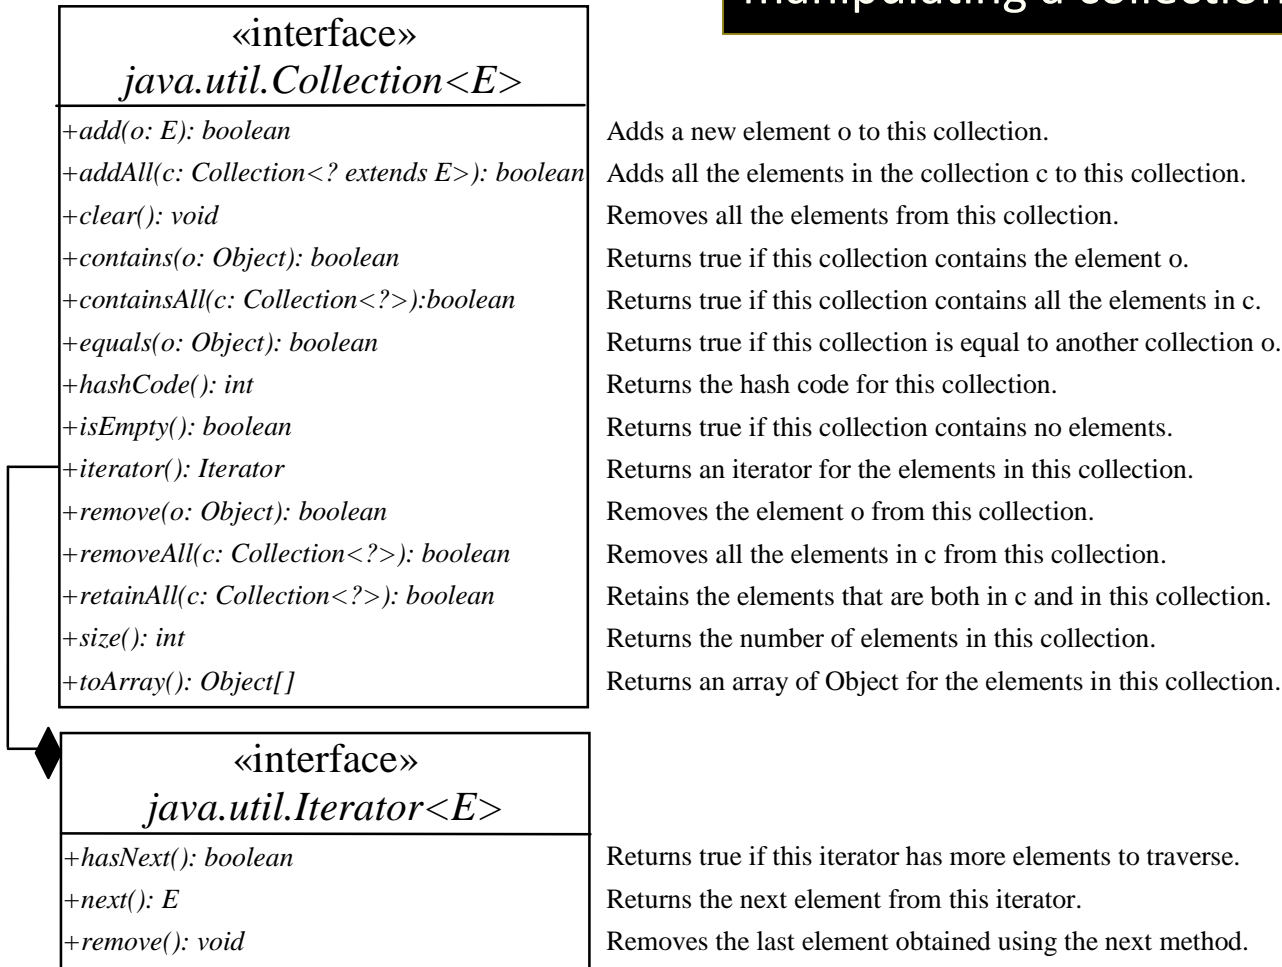 manipulating a collection
«interface»
java.util.Collection<E>
+add(o: E): boolean Adds a new element o to this collection.
+addAll(c: Collection<? extends E>): boolean Adds all the elements in the collection c to this collection.
+clear(): void Removes all the elements from this collection.
+contains(o: Object): boolean Returns true if this collection contains the element o.
+containsAll(c: Collection<?>):boolean Returns true if this collection contains all the elements in c.
+equals(o: Object): boolean Returns true if this collection is equal to another collection o.
+hashCode(): int Returns the hash code for this collection.
+isEmpty(): boolean Returns true if this collection contains no elements.
+iterator(): Iterator Returns an iterator for the elements in this collection.
+remove(o: Object): boolean Removes the element o from this collection.
+removeAll(c: Collection<?>): boolean Removes all the elements in c from this collection.
+retainAll(c: Collection<?>): boolean Retains the elements that are both in c and in this collection.
+size(): int Returns the number of elements in this collection.
+toArray(): Object[] Returns an array of Object for the elements in this collection.
«interface»
java.util.Iterator<E>
+hasNext(): boolean Returns true if this iterator has more elements to traverse.
+next(): E Returns the next element from this iterator.
+remove(): void Removes the last element obtained using the next method.